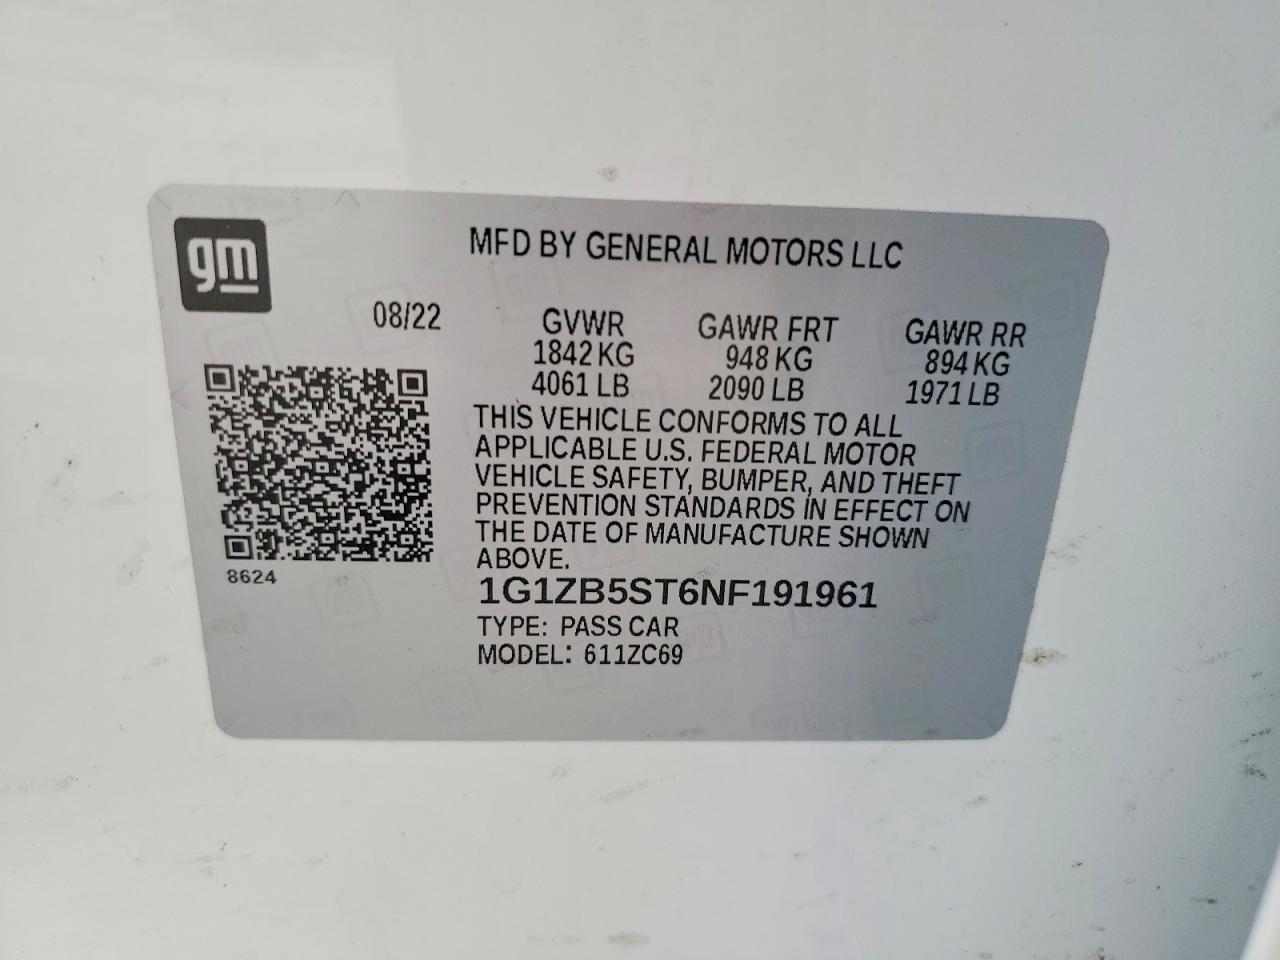 gm
MFD BY GENERAL MOTORS LLC
08/22
GVWR GAWR FRT GAWR RR
1842 KG 948 KG 894 KG
4061 LB 2090 LB 1971 LB
THIS VEHICLE CONFORMS TO ALL
APPLICABLE U.S. FEDERAL MOTOR
VEHICLE SAFETY, BUMPER, AND THEFT
PREVENTION STANDARDS IN EFFECT ON
THE DATE OF MANUFACTURE SHOWN
ABOVE.
8624
1G1ZB5ST6NF191961
TYPE: PASS CAR
MODEL: 611ZC69